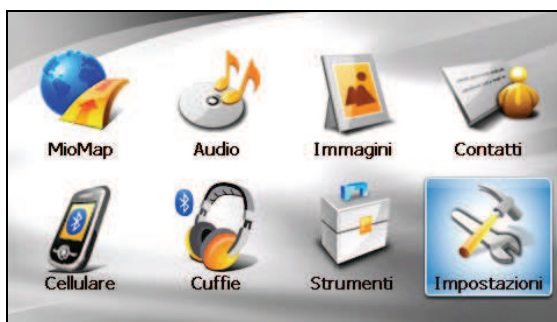 MioMap
Audio
Immagini
Contatti
Cellulare
Cuffie
Strumenti
Impostazioni